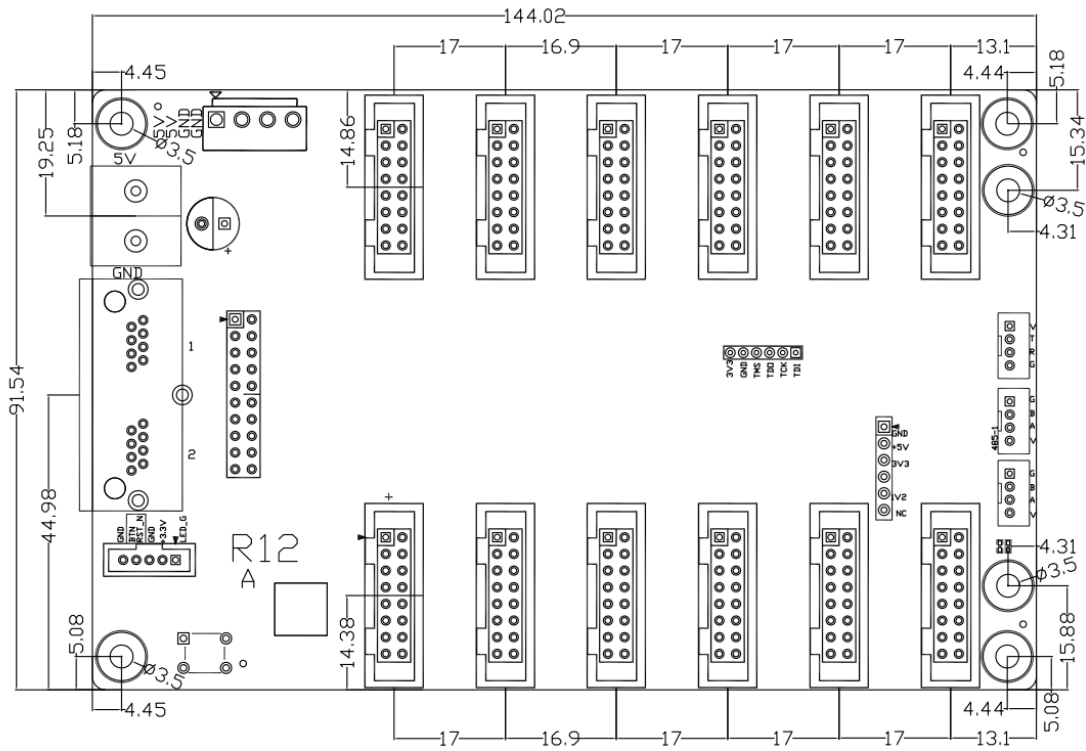 144.02
17 16.9 17 17 17 13.1
4.45
4.44
5.18
19.25
5.18
5V
5V
GND
GND
ø3.5
14.86
15.34
5V
ø3.5
4.31
GND
1
2
91.54
44.98
3V3
GND
TMS
TDO
TCK
TDI
V
T
R
G
485-1
G
B
A
V
G
B
A
V
GND
+5V
3V3
1V2
NC
+
+
GND
BTN
RST_N
GND
+3.3V
LED_G
R12
A
4.31
ø3.5
5.08
14.38
15.88
ø3.5
4.45
4.44
5.08
17 16.9 17 17 17 13.1